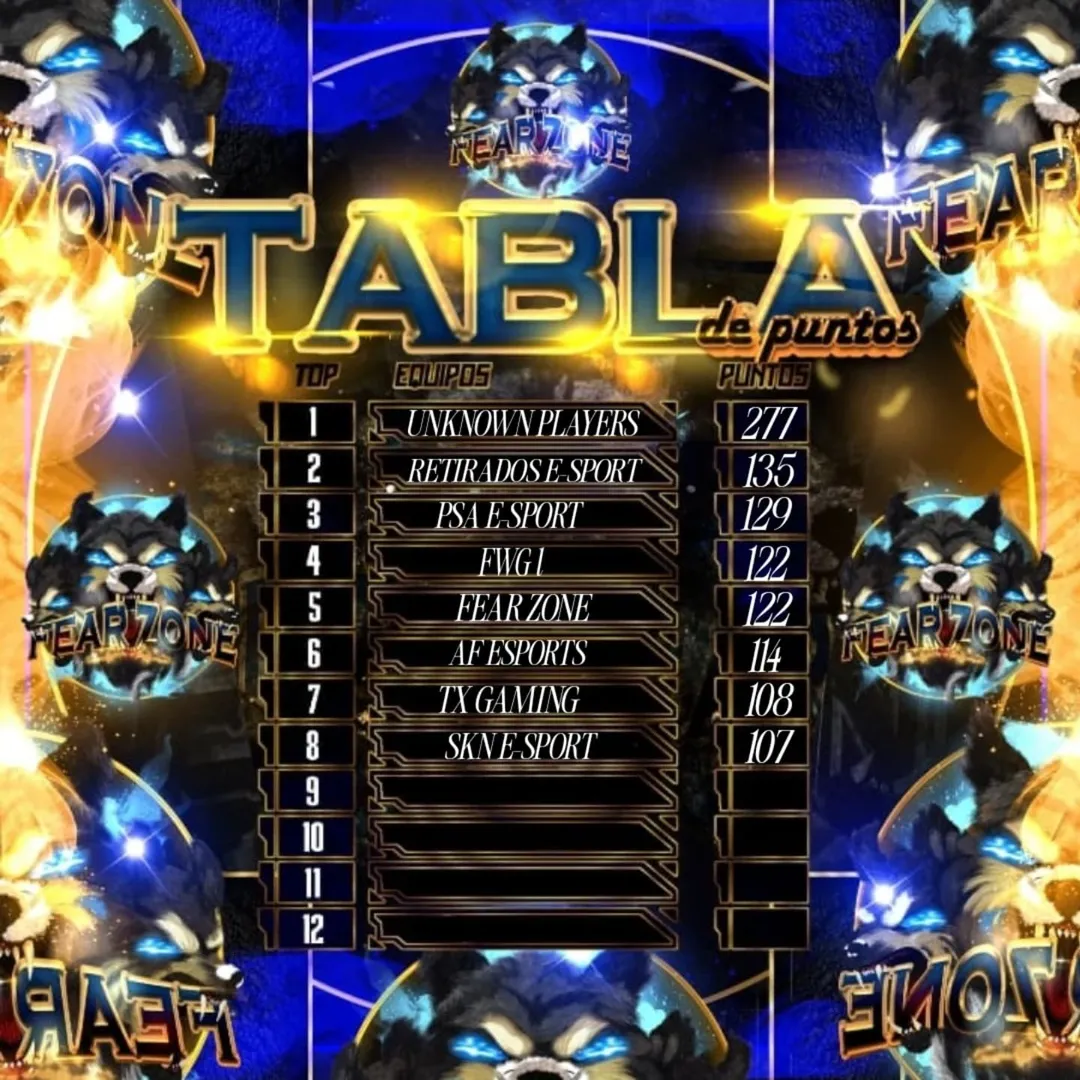 FEAR ZONE
ZONE
FEAR
TABLA
de puntos
TOP EQUIPOS PUNTOS
1 UNKNOWN PLAYERS 277
2 RETIRADOS E-SPORT 135
3 PSA E-SPORT 129
4 FWG 1 122
5 FEAR ZONE 122
6 AF ESPORTS 114
7 TX GAMING 108
8 SKN E-SPORT 107
9
10
11
12
FEAR ZONE
FEAR ZONE
FEAR
ZONE